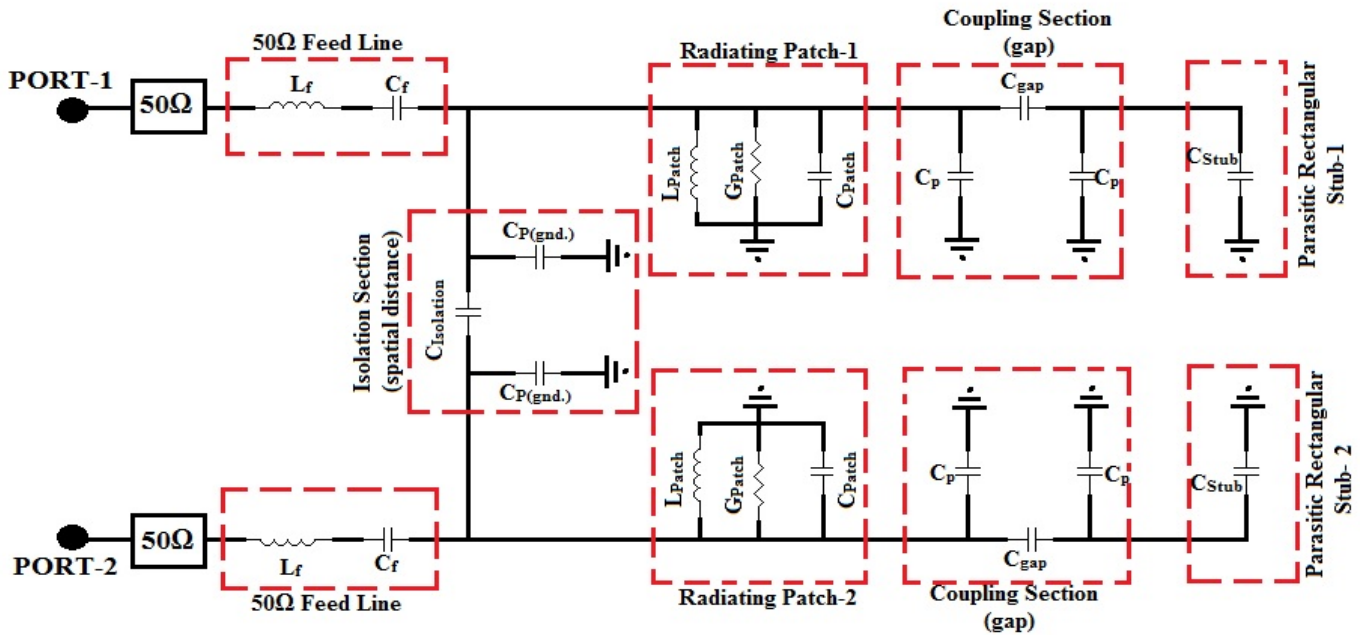 Coupling Section
(gap)
50Ω Feed Line
Radiating Patch-1
PORT-1
50Ω
Lf
Cf
Cgap
LPatch
GPatch
CPatch
Cp
Cp
CStub
Parasitic Rectangular
Stub-1
Isolation Section
(spatial distance)
CP(gnd.)
CIsolation
CP(gnd.)
LPatch
GPatch
CPatch
Cp
Cp
CStub
Parasitic Rectangular
Stub- 2
PORT-2
50Ω
Lf
Cf
Cgap
50Ω Feed Line
Radiating Patch-2
Coupling Section
(gap)